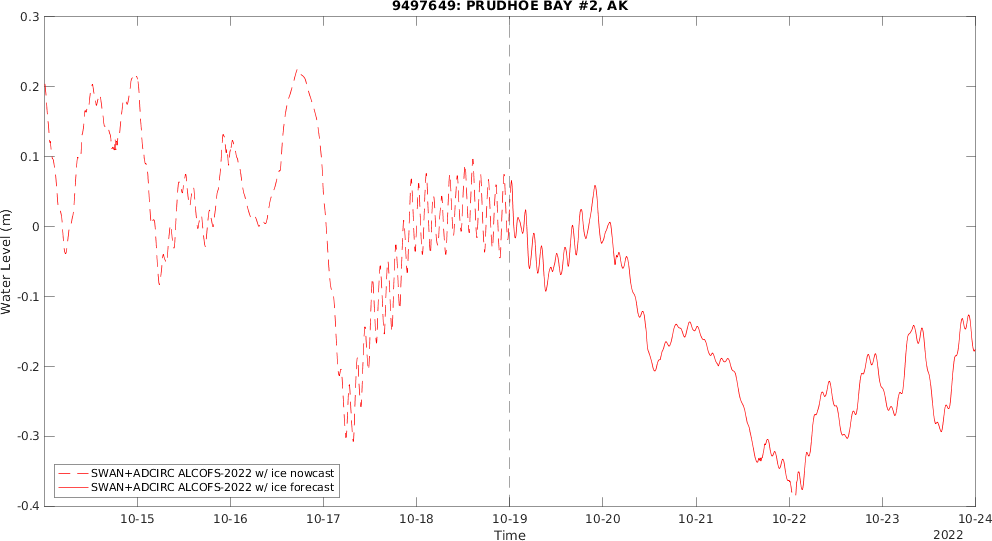 9497649: PRUDHOE BAY #2, AK
0.3
0.2
0.1
0
-0.1
-0.2
-0.3
-0.4
Water Level (m)
SWAN+ADCIRC ALCOFS-2022 w/ ice nowcast
SWAN+ADCIRC ALCOFS-2022 w/ ice forecast
10-15 10-16 10-17 10-18 10-19 10-20 10-21 10-22 10-23 10-24
Time
2022